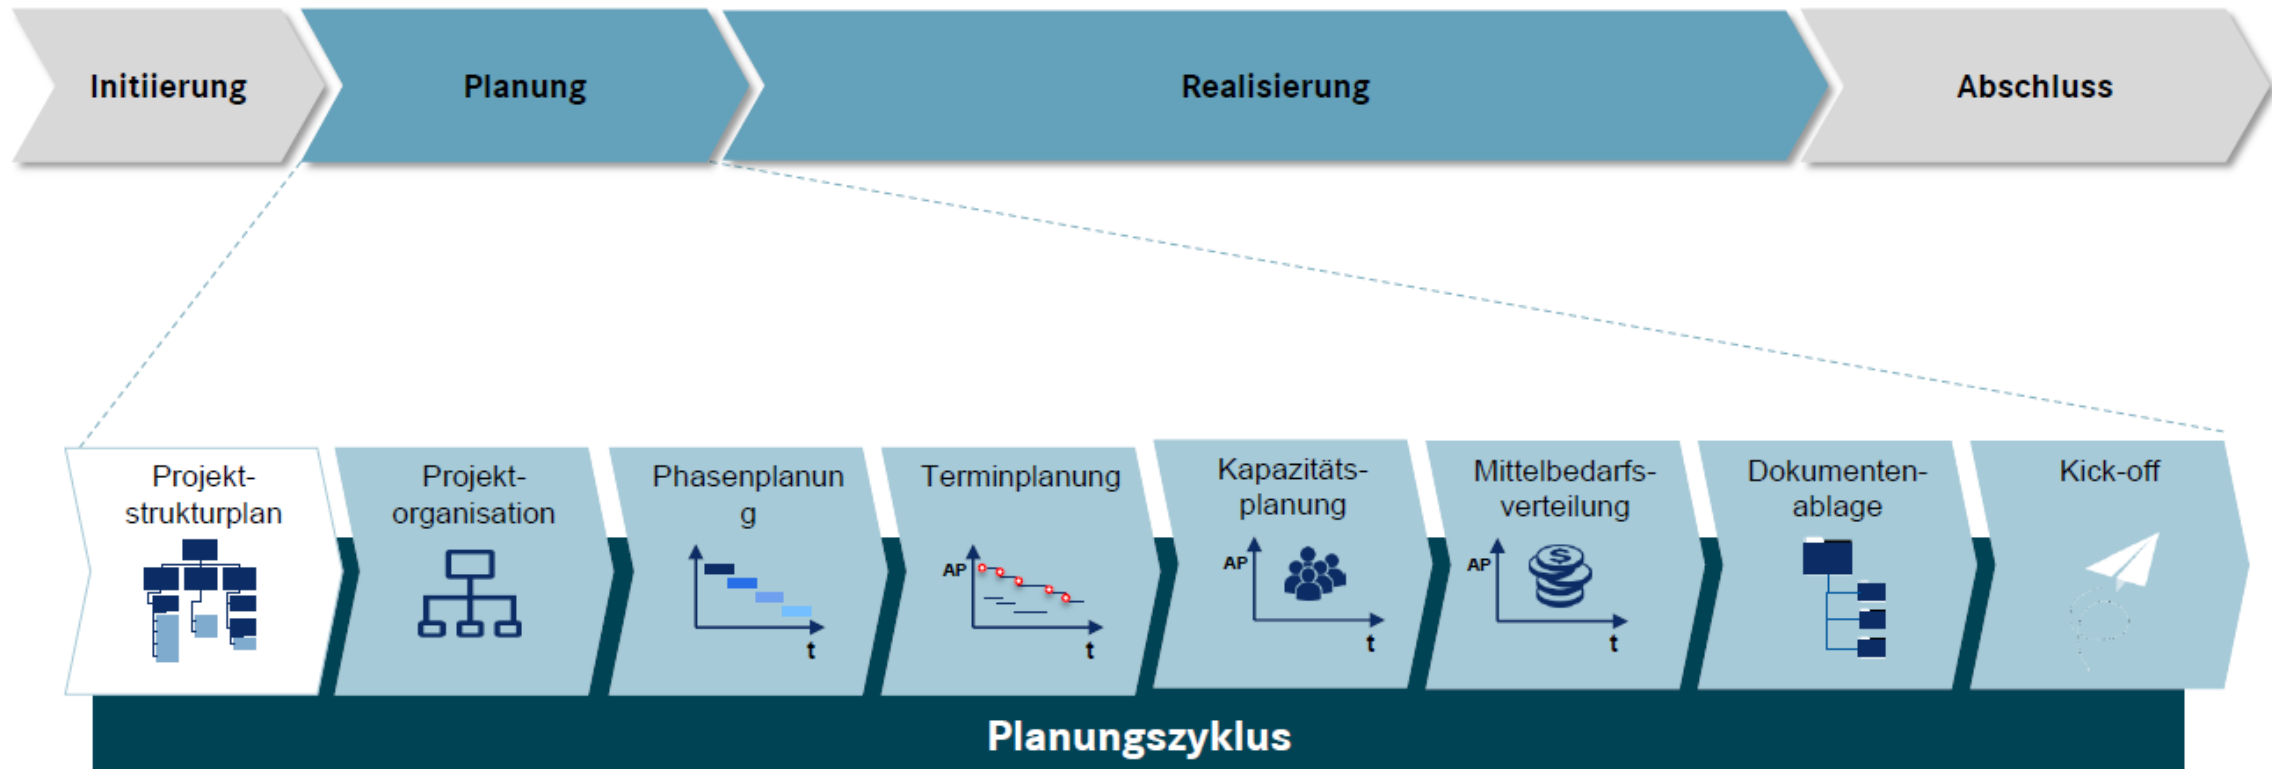 Initiierung
Planung
Realisierung
Abschluss
Projekt-
strukturplan
Projekt-
organisation
Phasenplanun
g
t
Terminplanung
AP
t
Kapazitäts-
planung
AP
t
Mittelbedarfs-
verteilung
AP
$
t
Dokumenten-
ablage
Kick-off
Planungszyklus